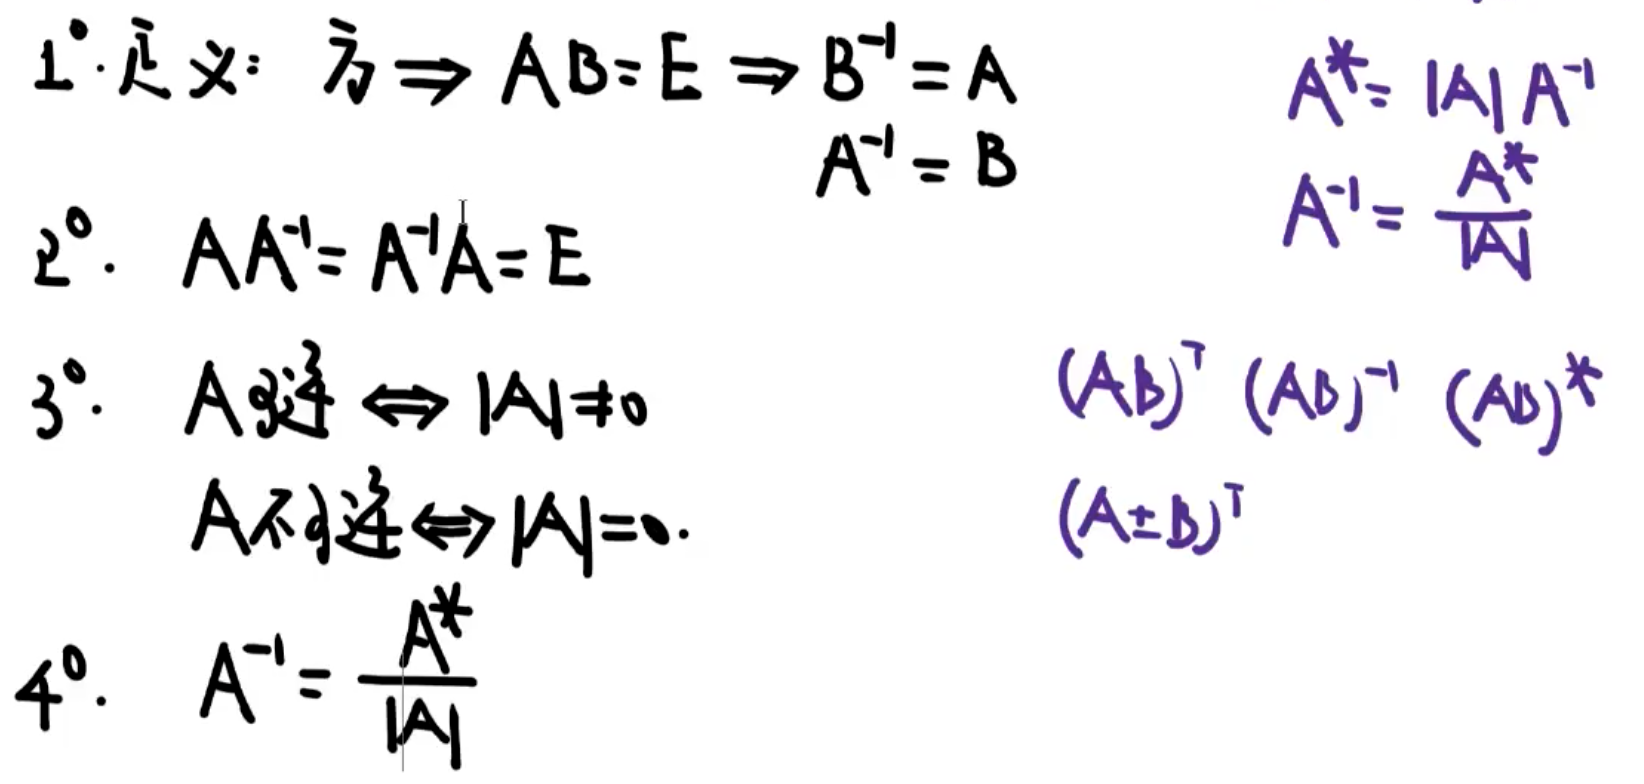 1°. 定义: 方 ⇒ AB=E ⇒ B⁻¹=A
A⁻¹=B
2°. AA⁻¹=A⁻¹A=E
3°. A可逆 ⇔ |A|≠0
A不可逆 ⇔ |A|=0.
4°. A⁻¹=A*/|A|
A*=|A|A⁻¹
A⁻¹=A*/|A|
(AB)ᵀ (AB)⁻¹ (AB)*
(A±B)ᵀ